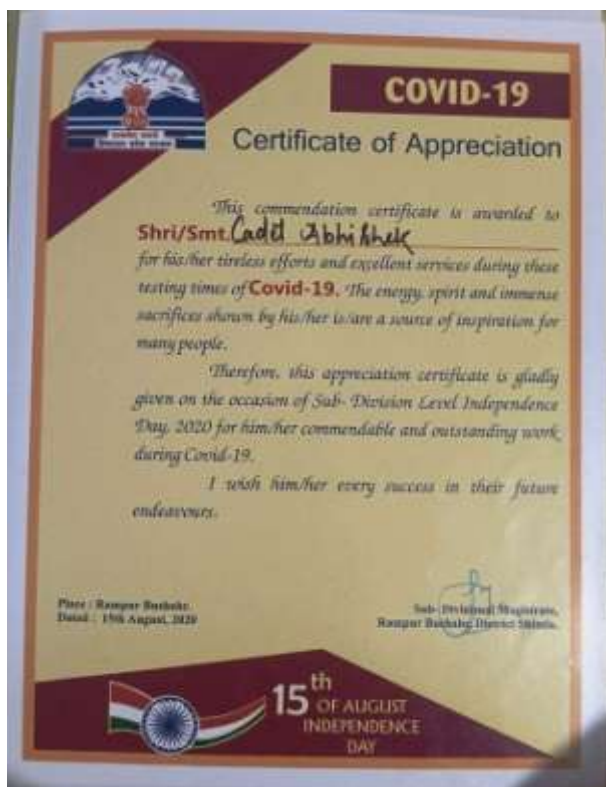 COVID-19
Certificate of Appreciation
This commendation certificate is awarded to
Shri/Smt. Cadet Abhishek
for his/her tireless efforts and excellent services during these
testing times of Covid-19. The energy, spirit and immense
sacrifices shown by his/her is/are a source of inspiration for
many people.
Therefore, this appreciation certificate is gladly
given on the occasion of Sub- Division Level Independence
Day, 2020 for him/her commendable and outstanding work
during Covid-19.
I wish him/her every success in their future
endeavours.
Place : Rampur Bushahr.
Dated : 15th August, 2020
Sub- Divisional Magistrate,
Rampur Bushahr District Shimla.
15th
OF AUGUST
INDEPENDENCE
DAY